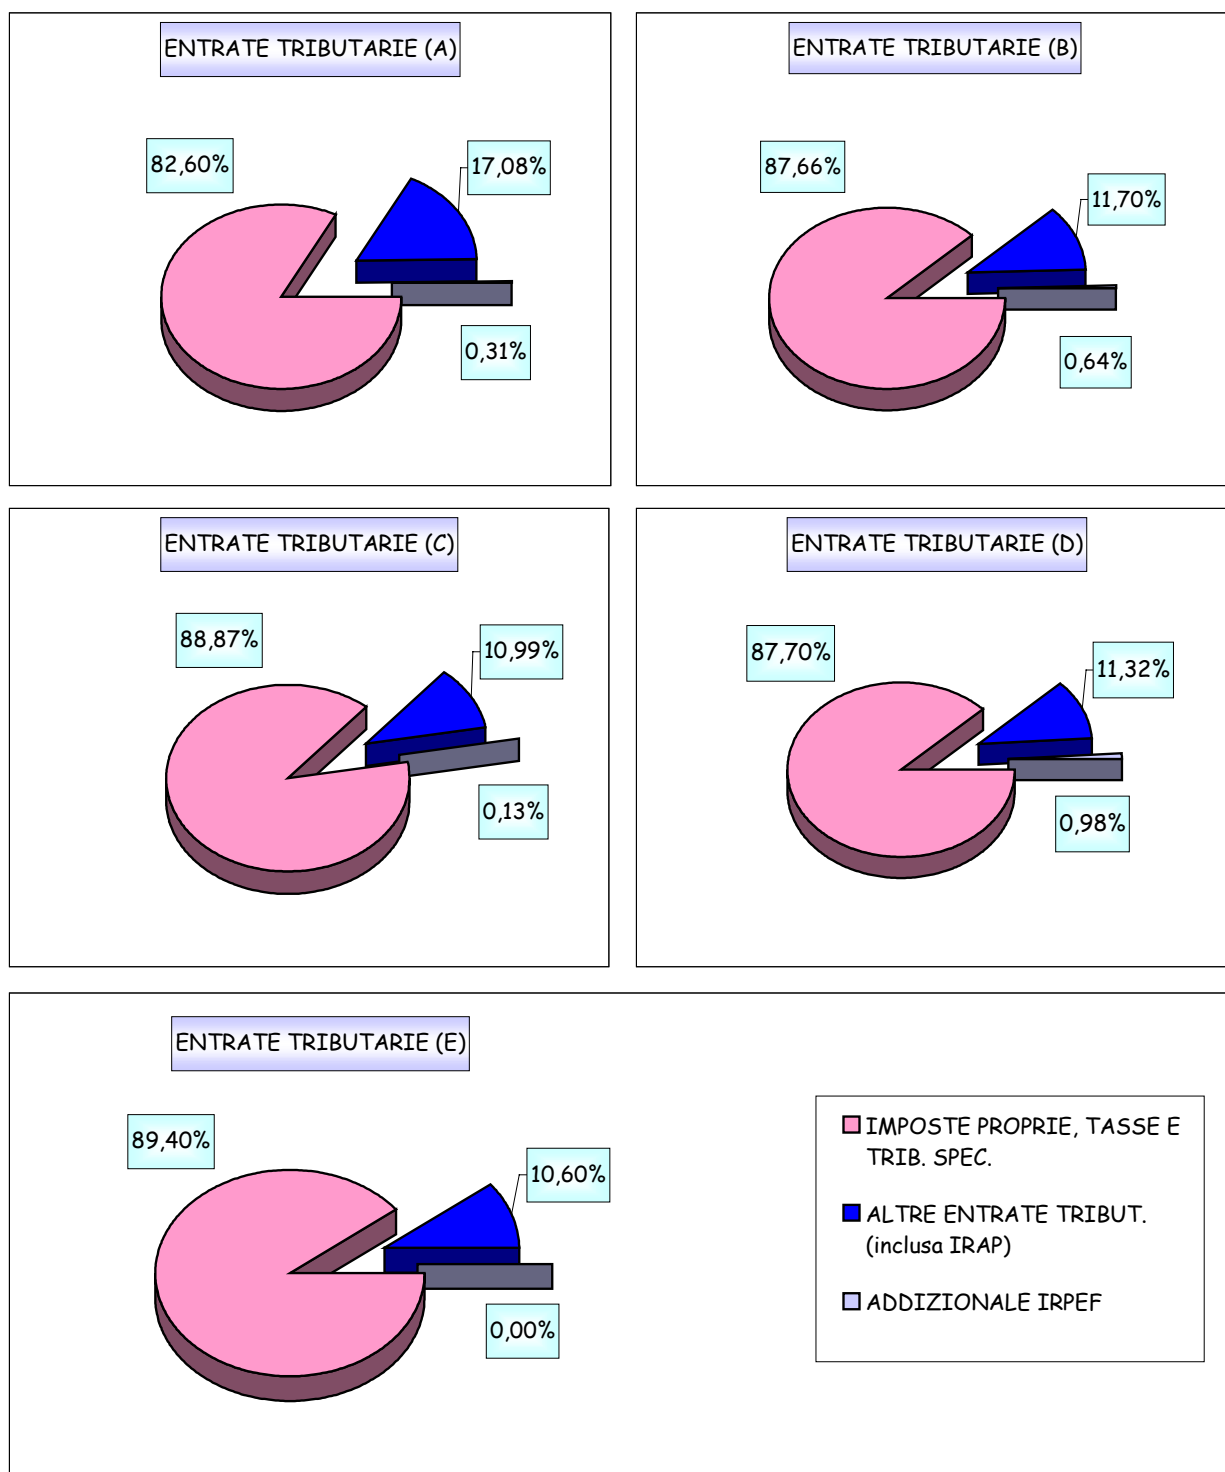 ENTRATE TRIBUTARIE (A)
82,60%
17,08%
0,31%
ENTRATE TRIBUTARIE (B)
87,66%
11,70%
0,64%
ENTRATE TRIBUTARIE (C)
88,87%
10,99%
0,13%
ENTRATE TRIBUTARIE (D)
87,70%
11,32%
0,98%
ENTRATE TRIBUTARIE (E)
89,40%
10,60%
0,00%
IMPOSTE PROPRIE, TASSE E
TRIB. SPEC.
ALTRE ENTRATE TRIBUT.
(inclusa IRAP)
ADDIZIONALE IRPEF